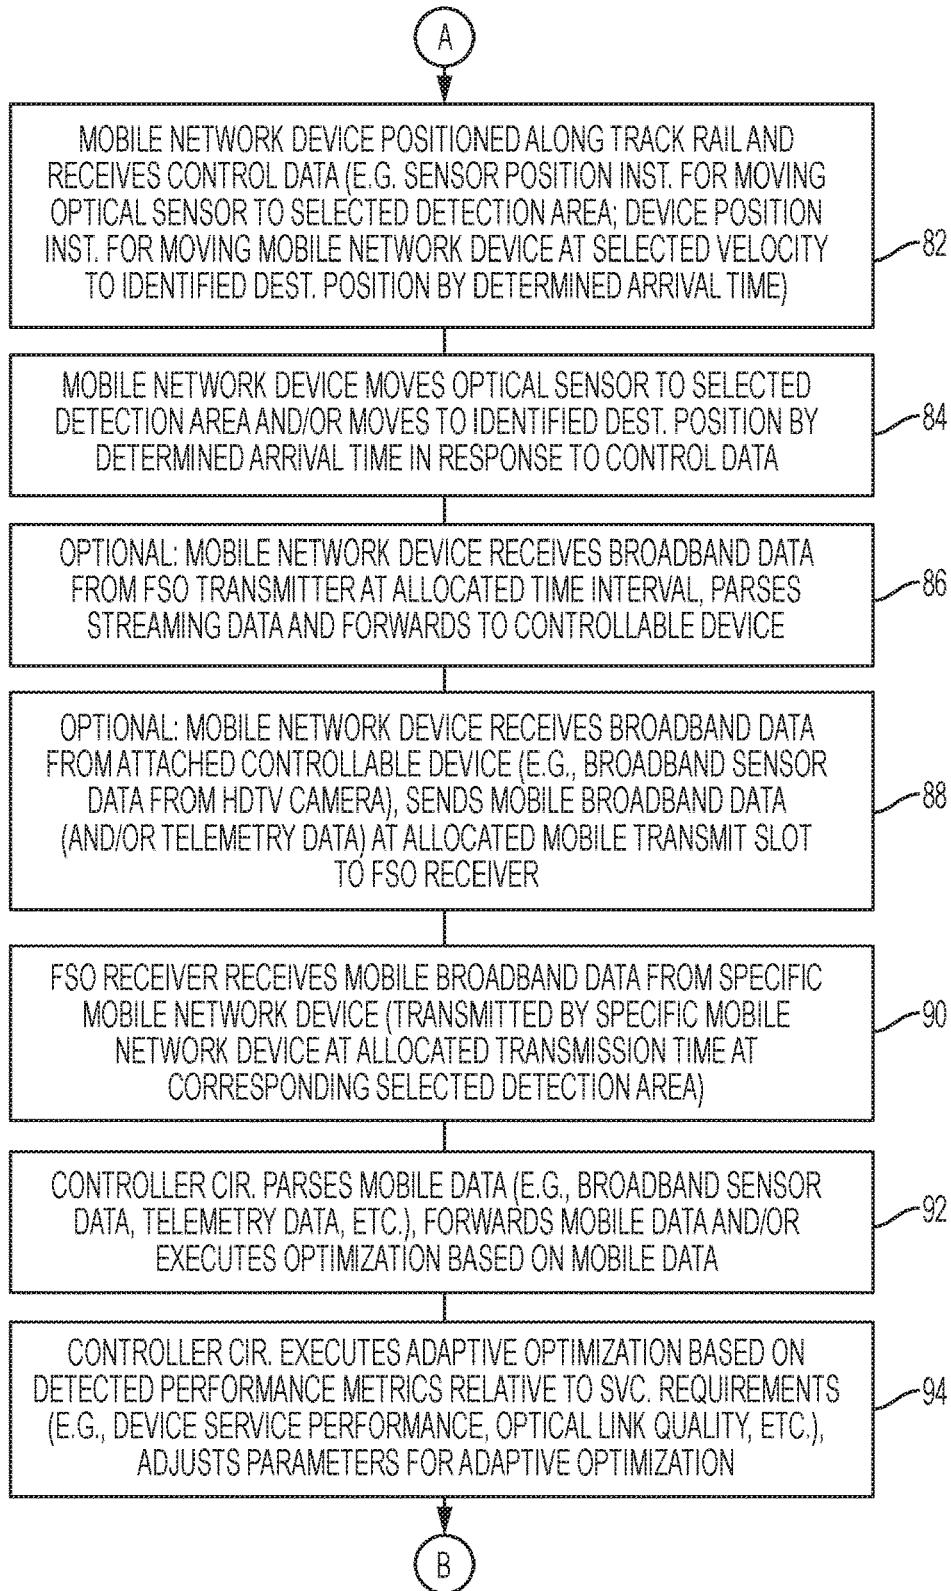 A
MOBILE NETWORK DEVICE POSITIONED ALONG TRACK RAIL AND
RECEIVES CONTROL DATA (E.G. SENSOR POSITION INST. FOR MOVING
OPTICAL SENSOR TO SELECTED DETECTION AREA; DEVICE POSITION
INST. FOR MOVING MOBILE NETWORK DEVICE AT SELECTED VELOCITY
TO IDENTIFIED DEST. POSITION BY DETERMINED ARRIVAL TIME)
82
MOBILE NETWORK DEVICE MOVES OPTICAL SENSOR TO SELECTED
DETECTION AREA AND/OR MOVES TO IDENTIFIED DEST. POSITION BY
DETERMINED ARRIVAL TIME IN RESPONSE TO CONTROL DATA
84
OPTIONAL: MOBILE NETWORK DEVICE RECEIVES BROADBAND DATA
FROM FSO TRANSMITTER AT ALLOCATED TIME INTERVAL, PARSES
STREAMING DATA AND FORWARDS TO CONTROLLABLE DEVICE
86
OPTIONAL: MOBILE NETWORK DEVICE RECEIVES BROADBAND DATA
FROM ATTACHED CONTROLLABLE DEVICE (E.G., BROADBAND SENSOR
DATA FROM HDTV CAMERA), SENDS MOBILE BROADBAND DATA
(AND/OR TELEMETRY DATA) AT ALLOCATED MOBILE TRANSMIT SLOT
TO FSO RECEIVER
88
FSO RECEIVER RECEIVES MOBILE BROADBAND DATA FROM SPECIFIC
MOBILE NETWORK DEVICE (TRANSMITTED BY SPECIFIC MOBILE
NETWORK DEVICE AT ALLOCATED TRANSMISSION TIME AT
CORRESPONDING SELECTED DETECTION AREA)
90
CONTROLLER CIR. PARSES MOBILE DATA (E.G., BROADBAND SENSOR
DATA, TELEMETRY DATA, ETC.), FORWARDS MOBILE DATA AND/OR
EXECUTES OPTIMIZATION BASED ON MOBILE DATA
92
CONTROLLER CIR. EXECUTES ADAPTIVE OPTIMIZATION BASED ON
DETECTED PERFORMANCE METRICS RELATIVE TO SVC. REQUIREMENTS
(E.G., DEVICE SERVICE PERFORMANCE, OPTICAL LINK QUALITY, ETC.),
ADJUSTS PARAMETERS FOR ADAPTIVE OPTIMIZATION
94
B